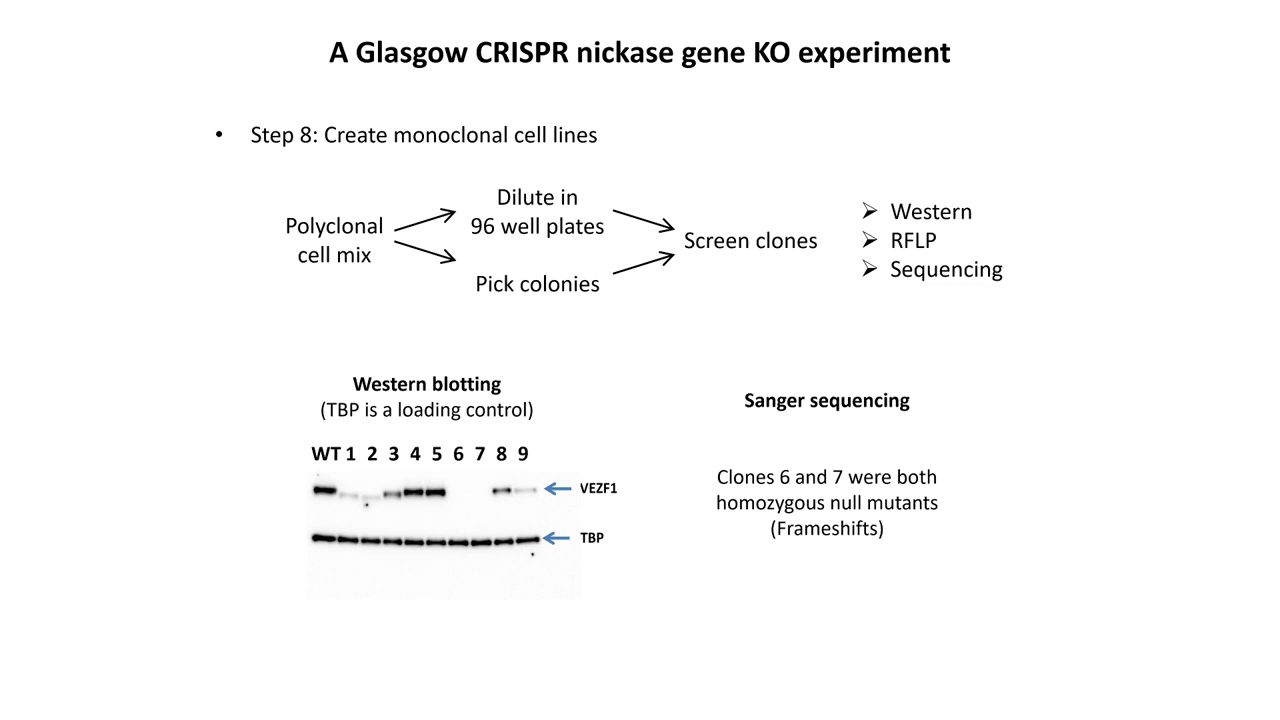 A Glasgow CRISPR nickase gene KO experiment
• Step 8: Create monoclonal cell lines
Polyclonal
cell mix
Dilute in
96 well plates
Pick colonies
Screen clones
➢ Western
➢ RFLP
➢ Sequencing
Western blotting
(TBP is a loading control)
WT 1 2 3 4 5 6 7 8 9
VEZF1
TBP
Sanger sequencing
Clones 6 and 7 were both
homozygous null mutants
(Frameshifts)